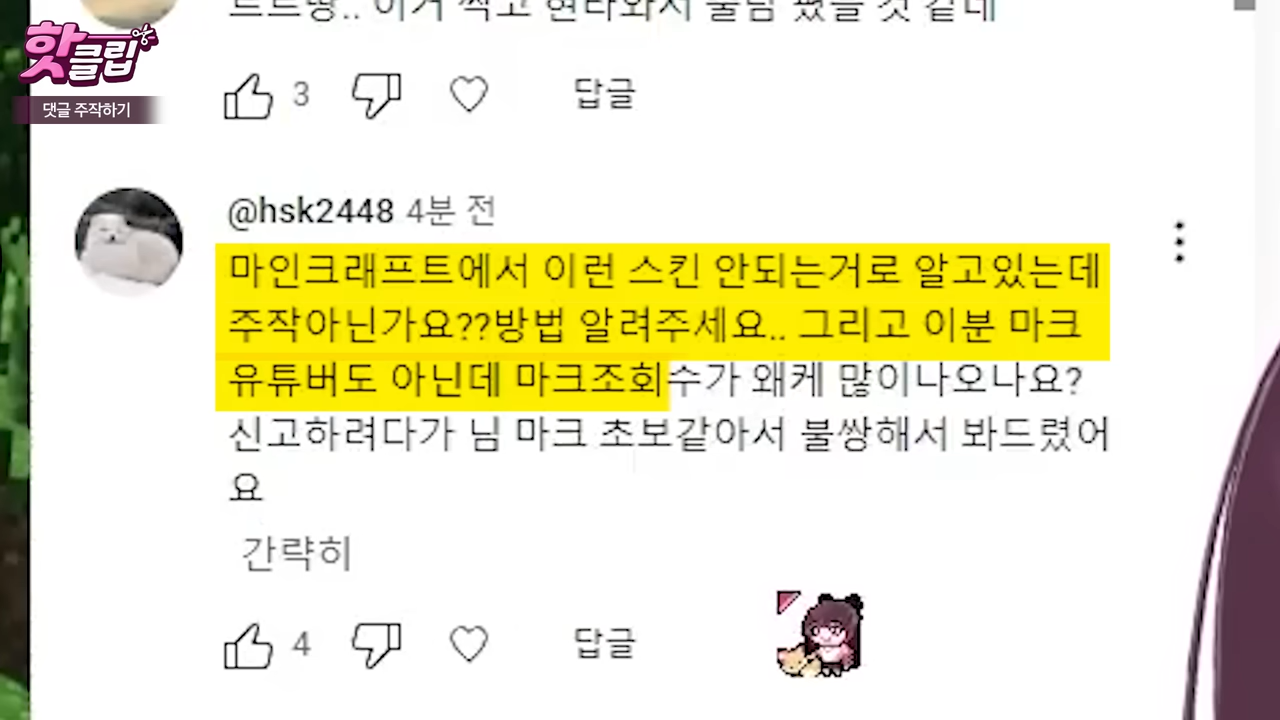 핫클립
댓글 주작하기
3
답글
@hsk2448 4분 전
마인크래프트에서 이런 스킨 안되는거로 알고있는데
주작아닌가요??방법 알려주세요.. 그리고 이분 마크
유튜버도 아닌데 마크조회수가 왜케 많이나오나요?
신고하려다가 님 마크 초보같아서 불쌍해서 봐드렸어
요
간략히
4
답글